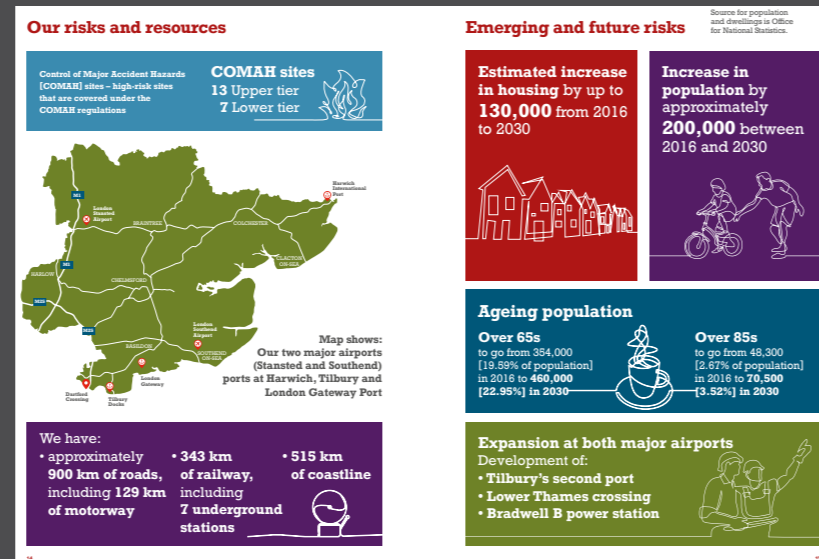 Our risks and resources
Control of Major Accident Hazards
[COMAH] sites – high-risk sites
that are covered under the
COMAH regulations
COMAH sites
13 Upper tier
7 Lower tier
Harwich
International
Port
M11
London
Stansted
Airport
BRAINTREE
COLCHESTER
CLACTON
ON-SEA
HARLOW
CHELMSFORD
M25
M25
London
Southend
Airport
BASILDON
SOUTHEND
ON-SEA
London
Gateway
Dartford
Crossing
Tilbury
Docks
Map shows:
Our two major airports
(Stansted and Southend)
ports at Harwich, Tilbury and
London Gateway Port
We have:
• approximately
900 km of roads,
including 129 km
of motorway
• 343 km
of railway,
including
7 underground
stations
• 515 km
of coastline
Emerging and future risks
Source for population
and dwellings is Office
for National Statistics.
Estimated increase
in housing by up to
130,000 from 2016
to 2030
Increase in
population by
approximately
200,000 between
2016 and 2030
Ageing population
Over 65s
to go from 354,000
[19.59% of population]
in 2016 to 460,000
[22.95%] in 2030
Over 85s
to go from 48,300
[2.67% of population]
in 2016 to 70,500
[3.52%] in 2030
Expansion at both major airports
Development of:
• Tilbury's second port
• Lower Thames crossing
• Bradwell B power station